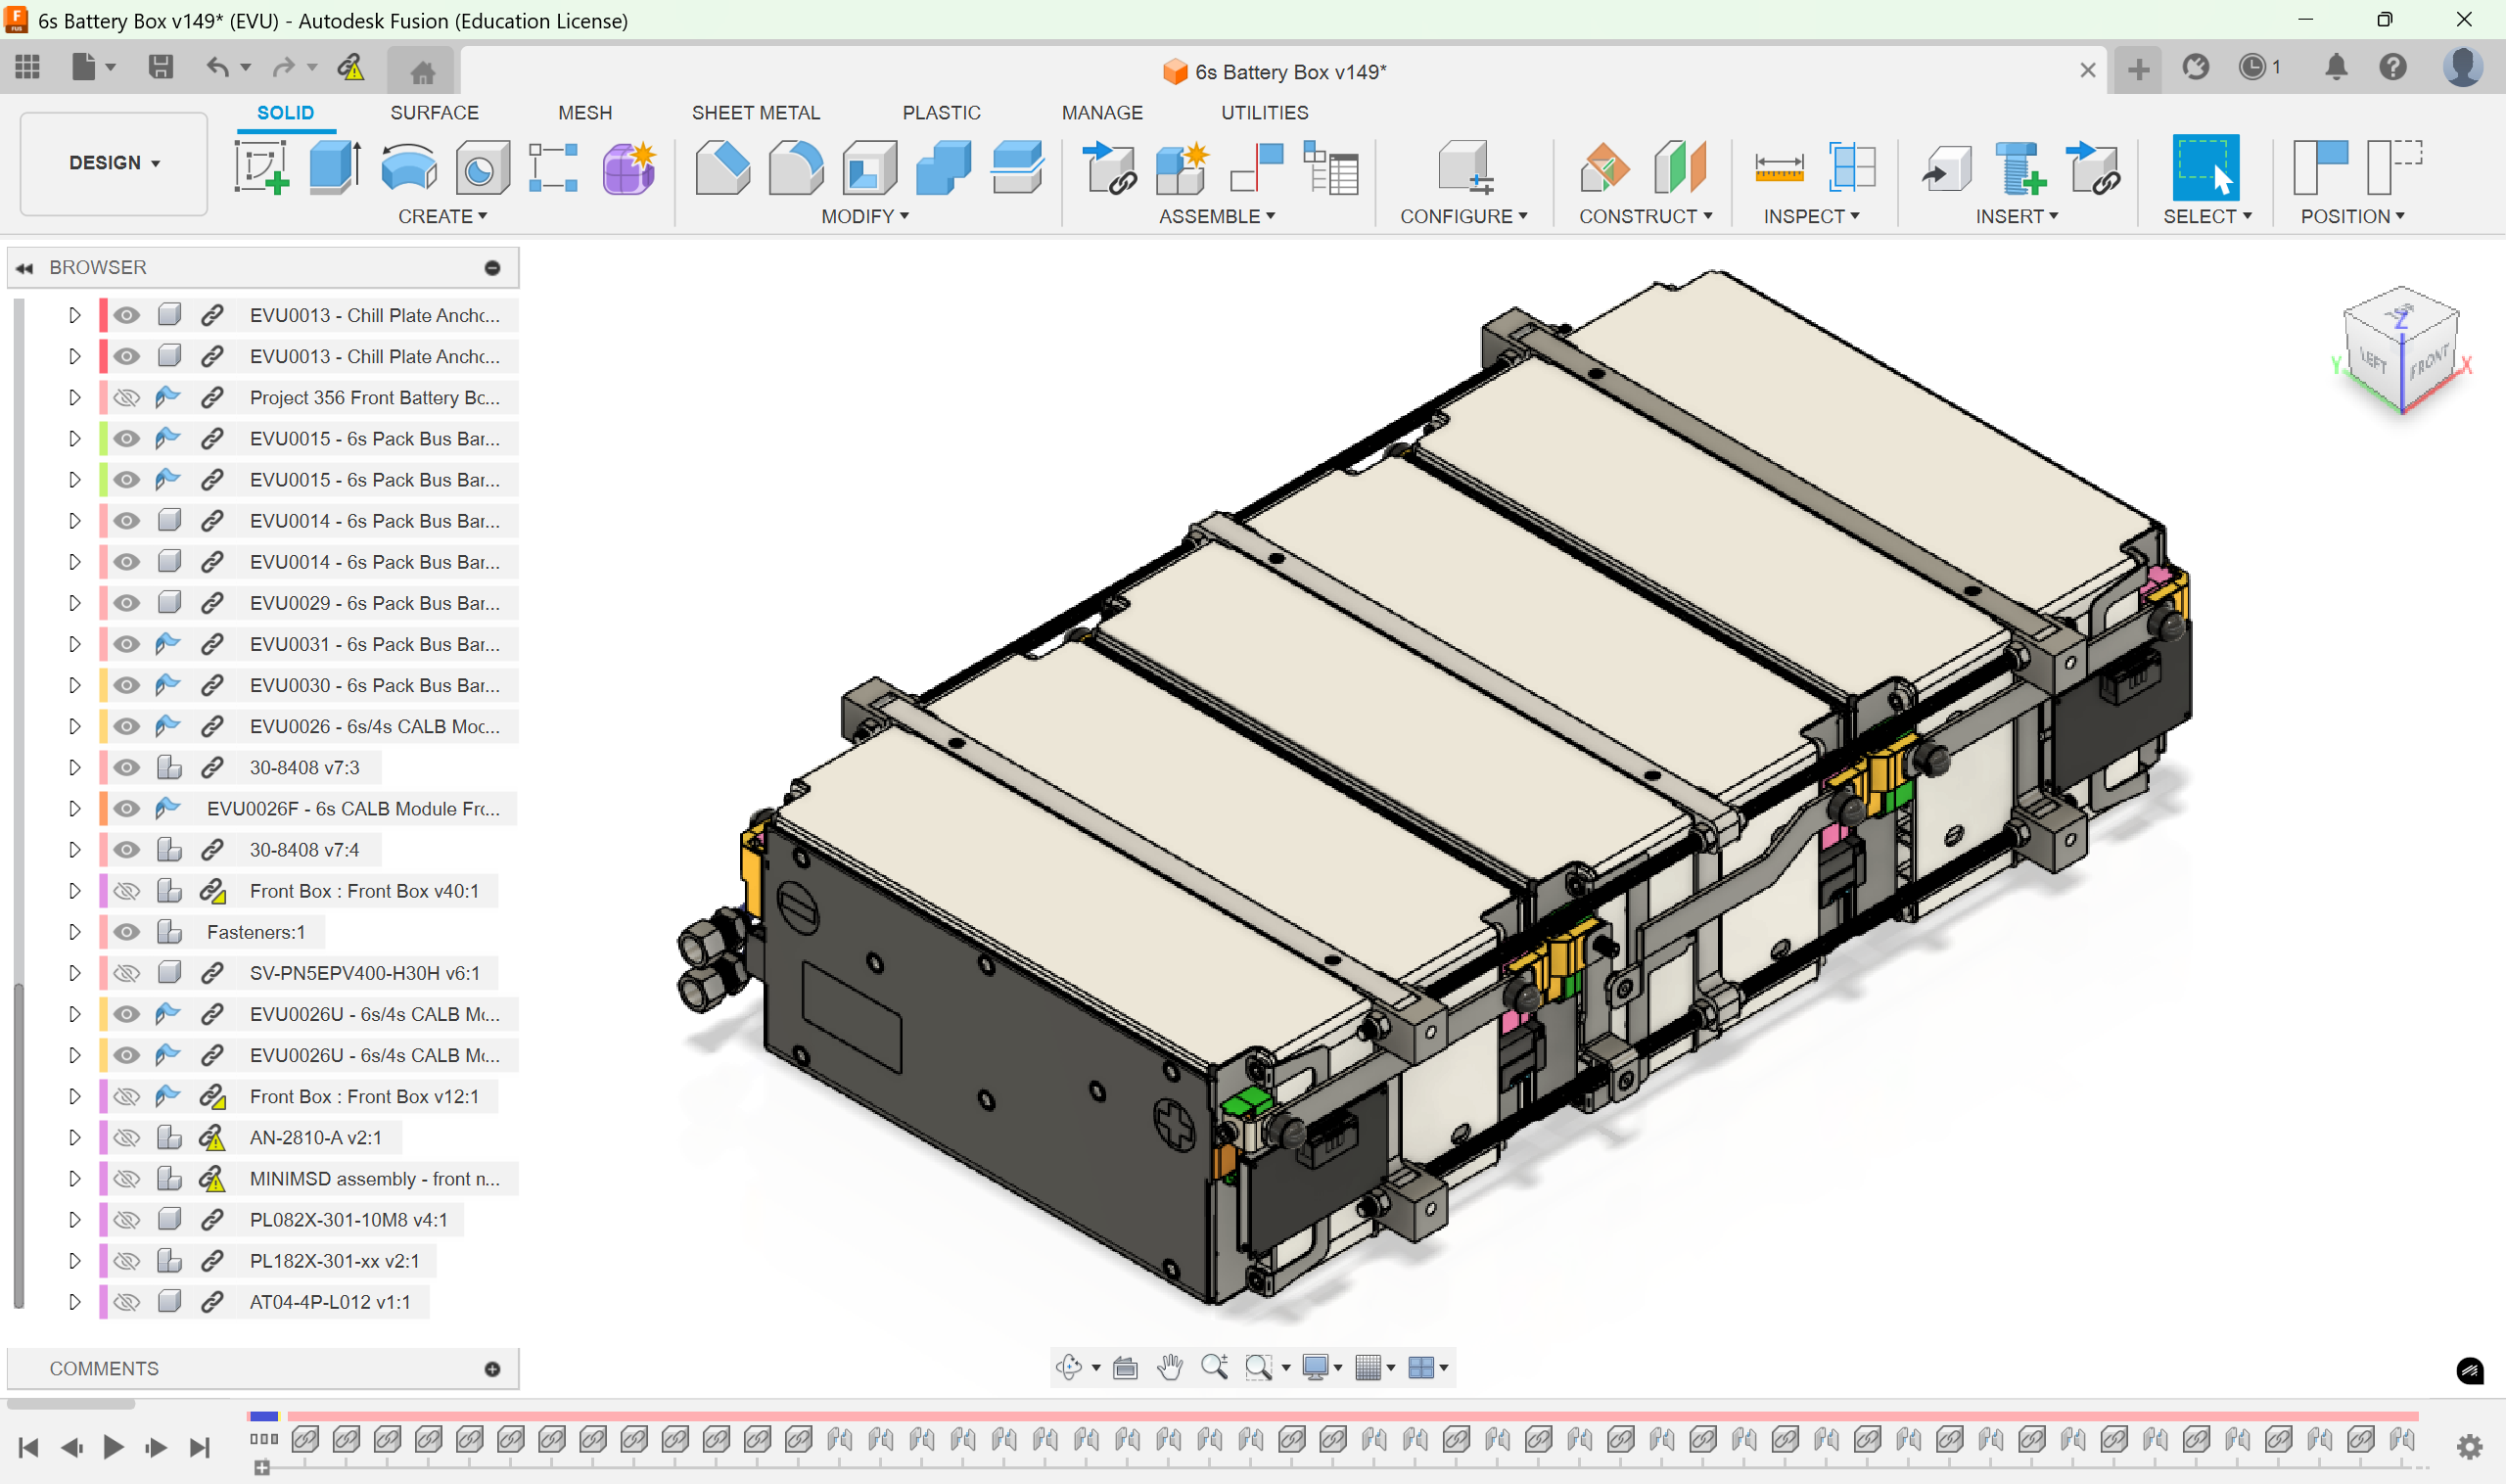 6s Battery Box v149* (EVU) - Autodesk Fusion (Education License)
6s Battery Box v149*
1
SOLID SURFACE MESH SHEET METAL PLASTIC MANAGE UTILITIES
DESIGN
CREATE MODIFY ASSEMBLE CONFIGURE CONSTRUCT INSPECT INSERT SELECT POSITION
BROWSER
EVU0013 - Chill Plate Ancho...
EVU0013 - Chill Plate Ancho...
Project 356 Front Battery Bo...
EVU0015 - 6s Pack Bus Bar...
EVU0015 - 6s Pack Bus Bar...
EVU0014 - 6s Pack Bus Bar...
EVU0014 - 6s Pack Bus Bar...
EVU0029 - 6s Pack Bus Bar...
EVU0031 - 6s Pack Bus Bar...
EVU0030 - 6s Pack Bus Bar...
EVU0026 - 6s/4s CALB Moc...
30-8408 v7:3
EVU0026F - 6s CALB Module Fro...
30-8408 v7:4
Front Box : Front Box v40:1
Fasteners:1
SV-PN5EPV400-H30H v6:1
EVU0026U - 6s/4s CALB Mo...
EVU0026U - 6s/4s CALB Mo...
Front Box : Front Box v12:1
AN-2810-A v2:1
MINIMSD assembly - front n...
PL082X-301-10M8 v4:1
PL182X-301-xx v2:1
AT04-4P-L012 v1:1
Z
Y
LEFT
FRONT
X
COMMENTS